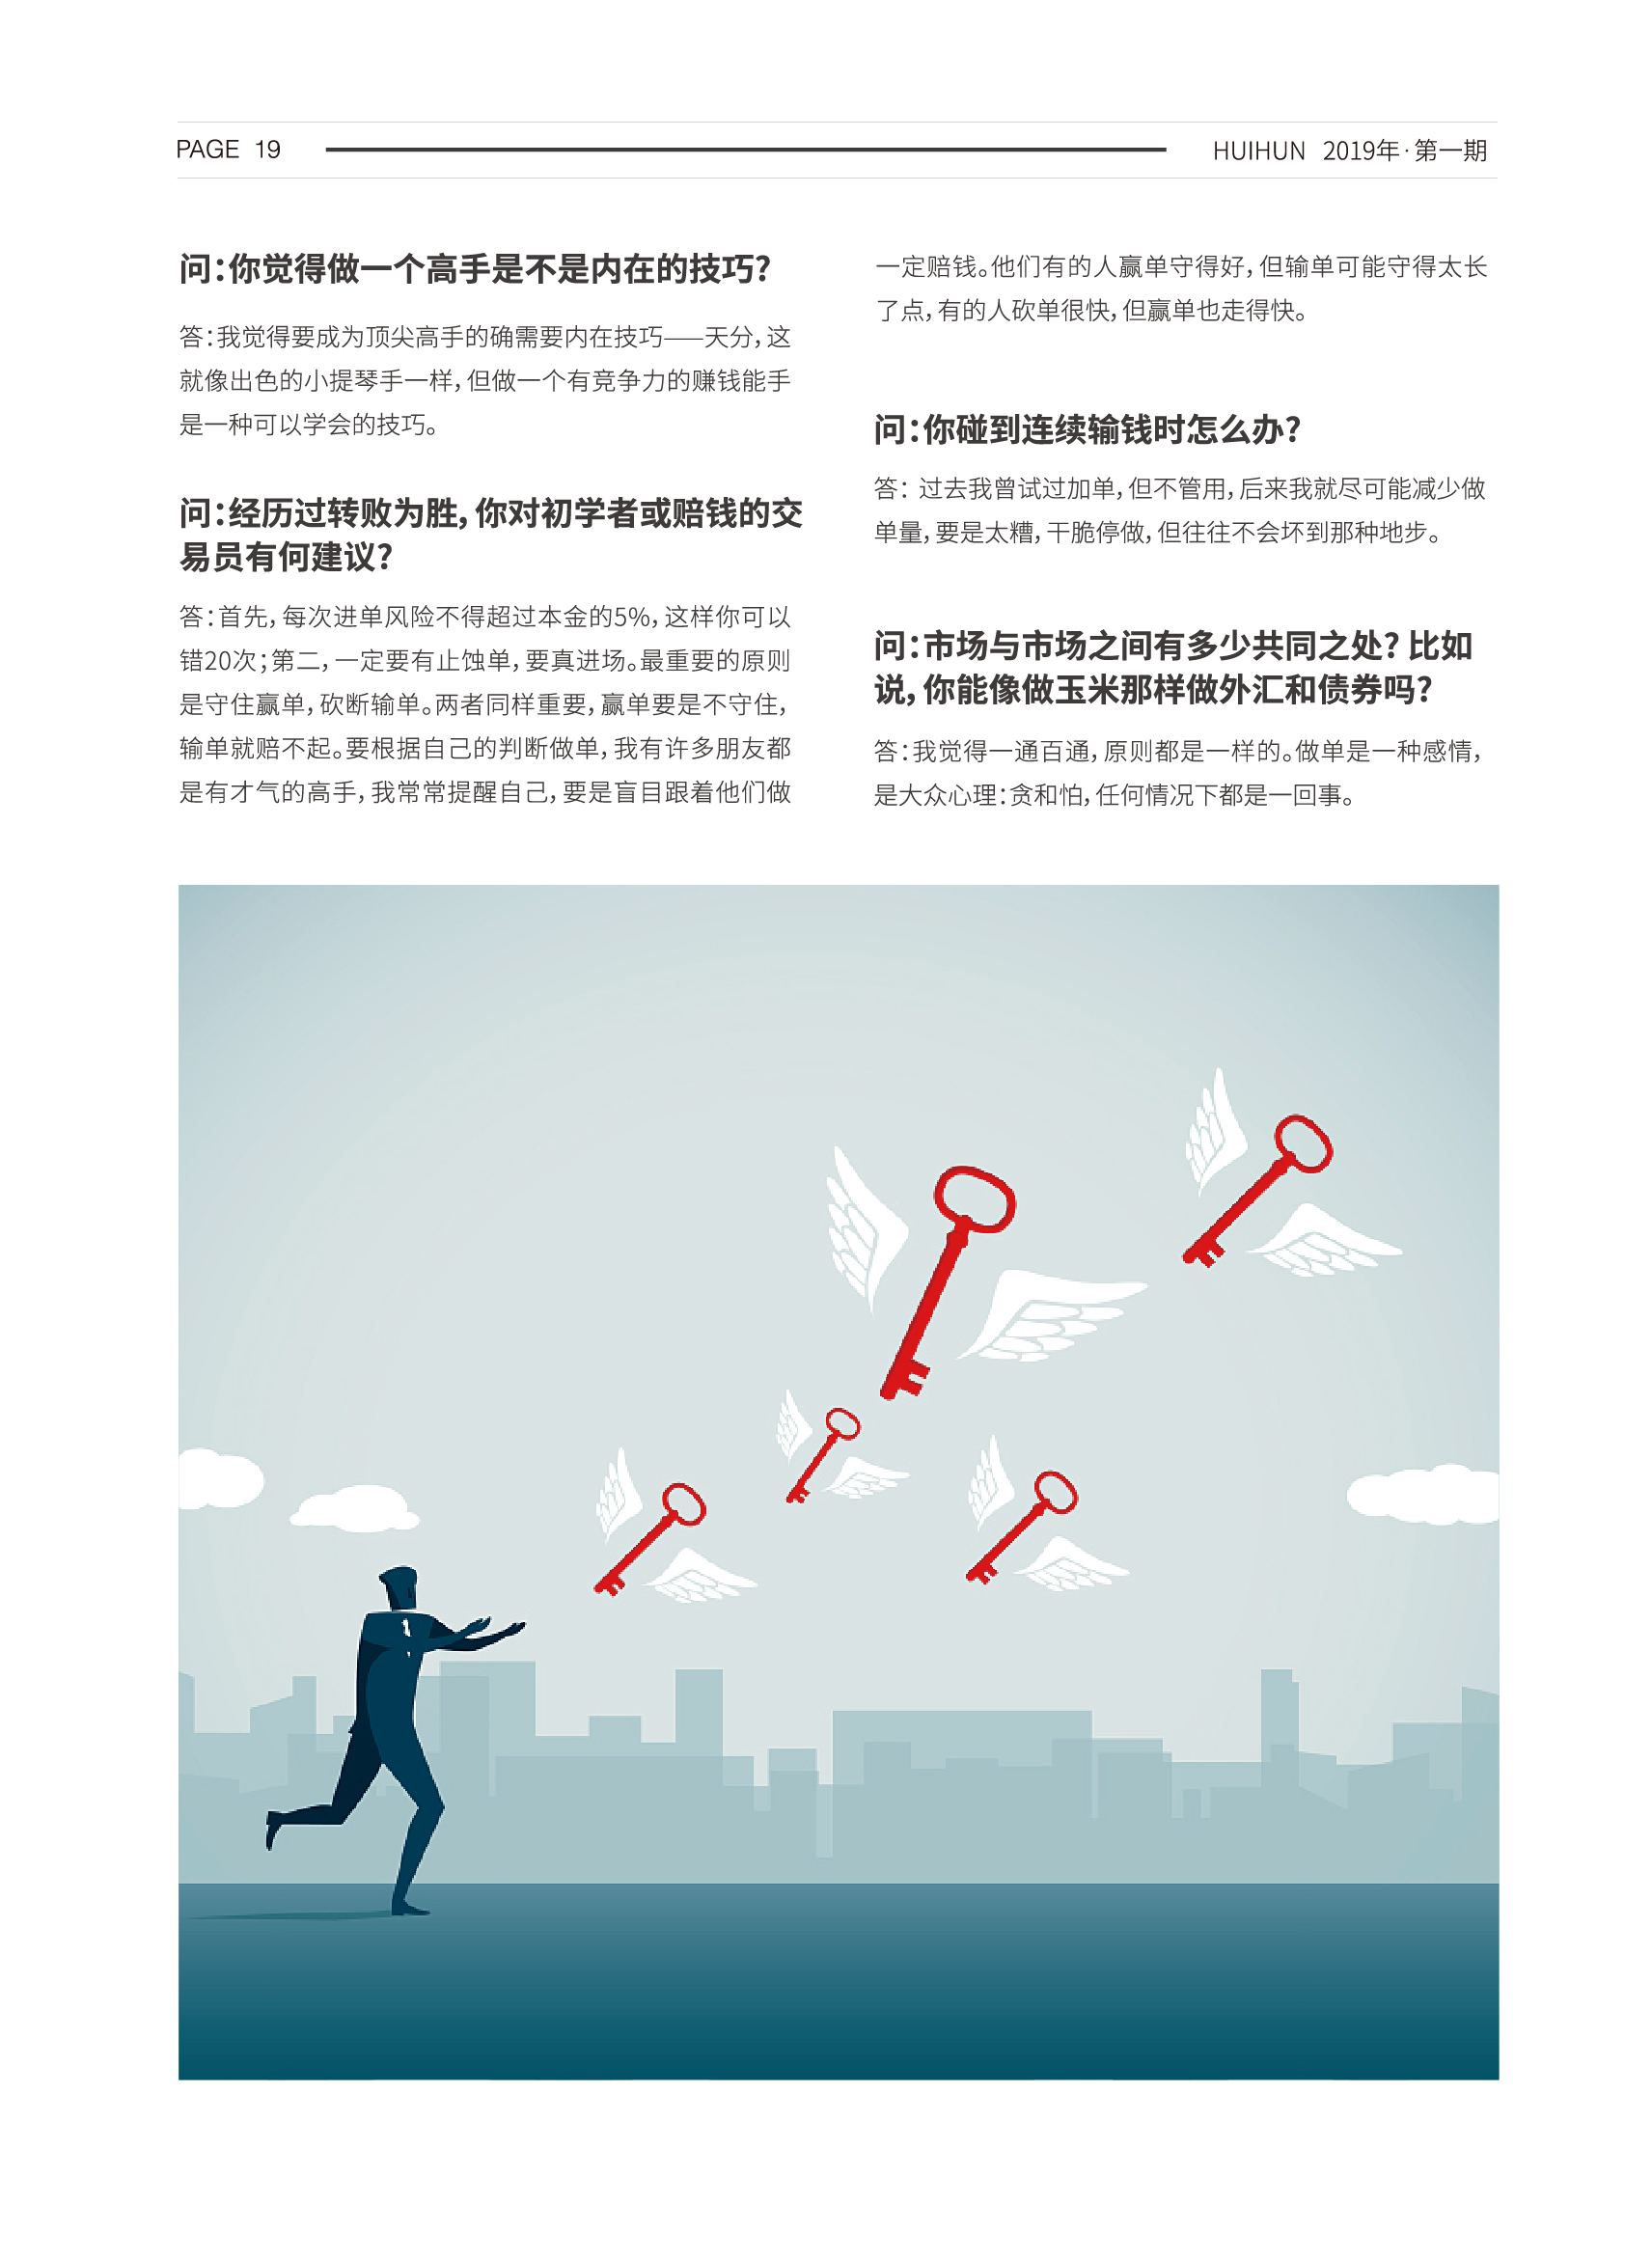 PAGE 19
HUIHUN 2019年·第一期
问：你觉得做一个高手是不是内在的技巧？
答：我觉得要成为顶尖高手的确需要内在技巧——天分，这
就像出色的小提琴手一样，但做一个有竞争力的赚钱能手
是一种可以学会的技巧。
问：经历过转败为胜，你对初学者或赔钱的交
易员有何建议？
答：首先，每次进单风险不得超过本金的5%，这样你可以
错20次；第二，一定要有止蚀单，要真进场。最重要的原则
是守住赢单，砍断输单。两者同样重要，赢单要是不守住，
输单就赔不起。要根据自己的判断做单，我有许多朋友都
是有才气的高手，我常常提醒自己，要是盲目跟着他们做
一定赔钱。他们有的人赢单守得好，但输单可能守得太长
了点，有的人砍单很快，但赢单也走得快。
问：你碰到连续输钱时怎么办？
答： 过去我曾试过加单，但不管用，后来我就尽可能减少做
单量，要是太糟，干脆停做，但往往不会坏到那种地步。
问：市场与市场之间有多少共同之处？比如
说，你能像做玉米那样做外汇和债券吗？
答：我觉得一通百通，原则都是一样的。做单是一种感情，
是大众心理：贪和怕，任何情况下都是一回事。